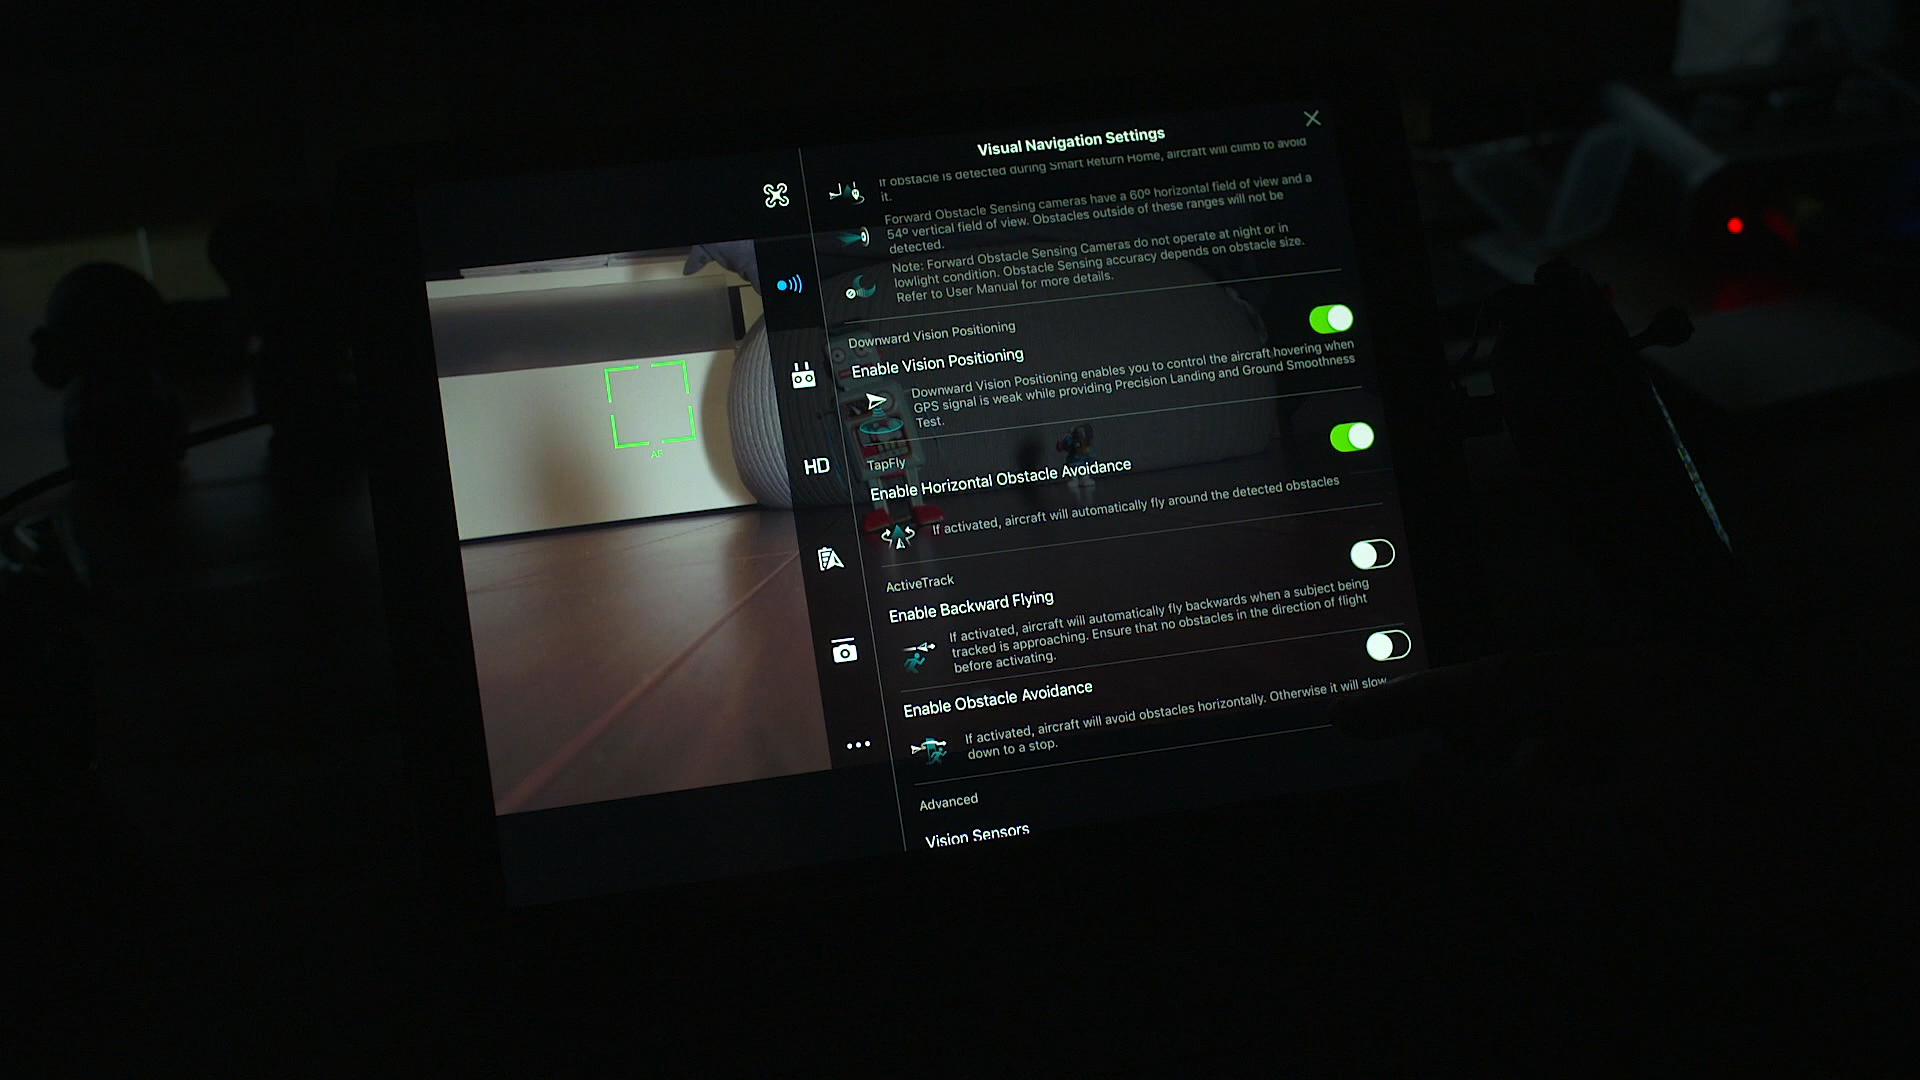 Visual Navigation Settings
If obstacle is detected during Smart Return Home, aircraft will climb to avoid
it.
Forward Obstacle Sensing cameras have a 60º horizontal field of view and a
54º vertical field of view. Obstacles outside of these ranges will not be
detected.
Note: Forward Obstacle Sensing Cameras do not operate at night or in
lowlight condition. Obstacle Sensing accuracy depends on obstacle size.
Refer to User Manual for more details.
Downward Vision Positioning
Enable Vision Positioning
Downward Vision Positioning enables you to control the aircraft hovering when
GPS signal is weak while providing Precision Landing and Ground Smoothness
Test.
TapFly
Enable Horizontal Obstacle Avoidance
If activated, aircraft will automatically fly around the detected obstacles
ActiveTrack
Enable Backward Flying
If activated, aircraft will automatically fly backwards when a subject being
tracked is approaching. Ensure that no obstacles in the direction of flight
before activating.
Enable Obstacle Avoidance
If activated, aircraft will avoid obstacles horizontally. Otherwise it will slow
down to a stop.
Advanced
Vision Sensors
HD
AF